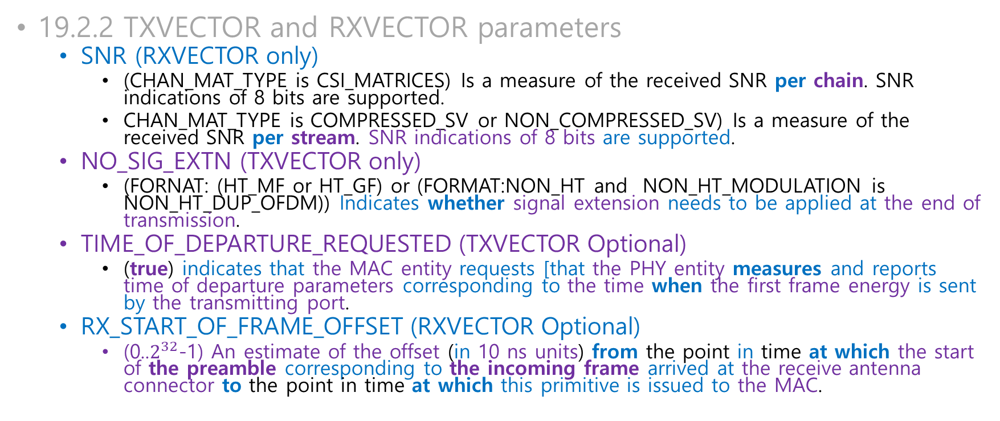 • 19.2.2 TXVECTOR and RXVECTOR parameters
• SNR (RXVECTOR only)
• (CHAN_MAT_TYPE is CSI_MATRICES) Is a measure of the received SNR per chain. SNR
indications of 8 bits are supported.
• CHAN_MAT_TYPE is COMPRESSED_SV or NON_COMPRESSED_SV) Is a measure of the
received SNR per stream. SNR indications of 8 bits are supported.
• NO_SIG_EXTN (TXVECTOR only)
• (FORNAT: (HT_MF or HT_GF) or (FORMAT:NON_HT and NON_HT_MODULATION is
NON_HT_DUP_OFDM)) Indicates whether signal extension needs to be applied at the end of
transmission.
• TIME_OF_DEPARTURE_REQUESTED (TXVECTOR Optional)
• (true) indicates that the MAC entity requests [that the PHY entity measures and reports
time of departure parameters corresponding to the time when the first frame energy is sent
by the transmitting port.
• RX_START_OF_FRAME_OFFSET (RXVECTOR Optional)
• (0..2³²-1) An estimate of the offset (in 10 ns units) from the point in time at which the start
of the preamble corresponding to the incoming frame arrived at the receive antenna
connector to the point in time at which this primitive is issued to the MAC.